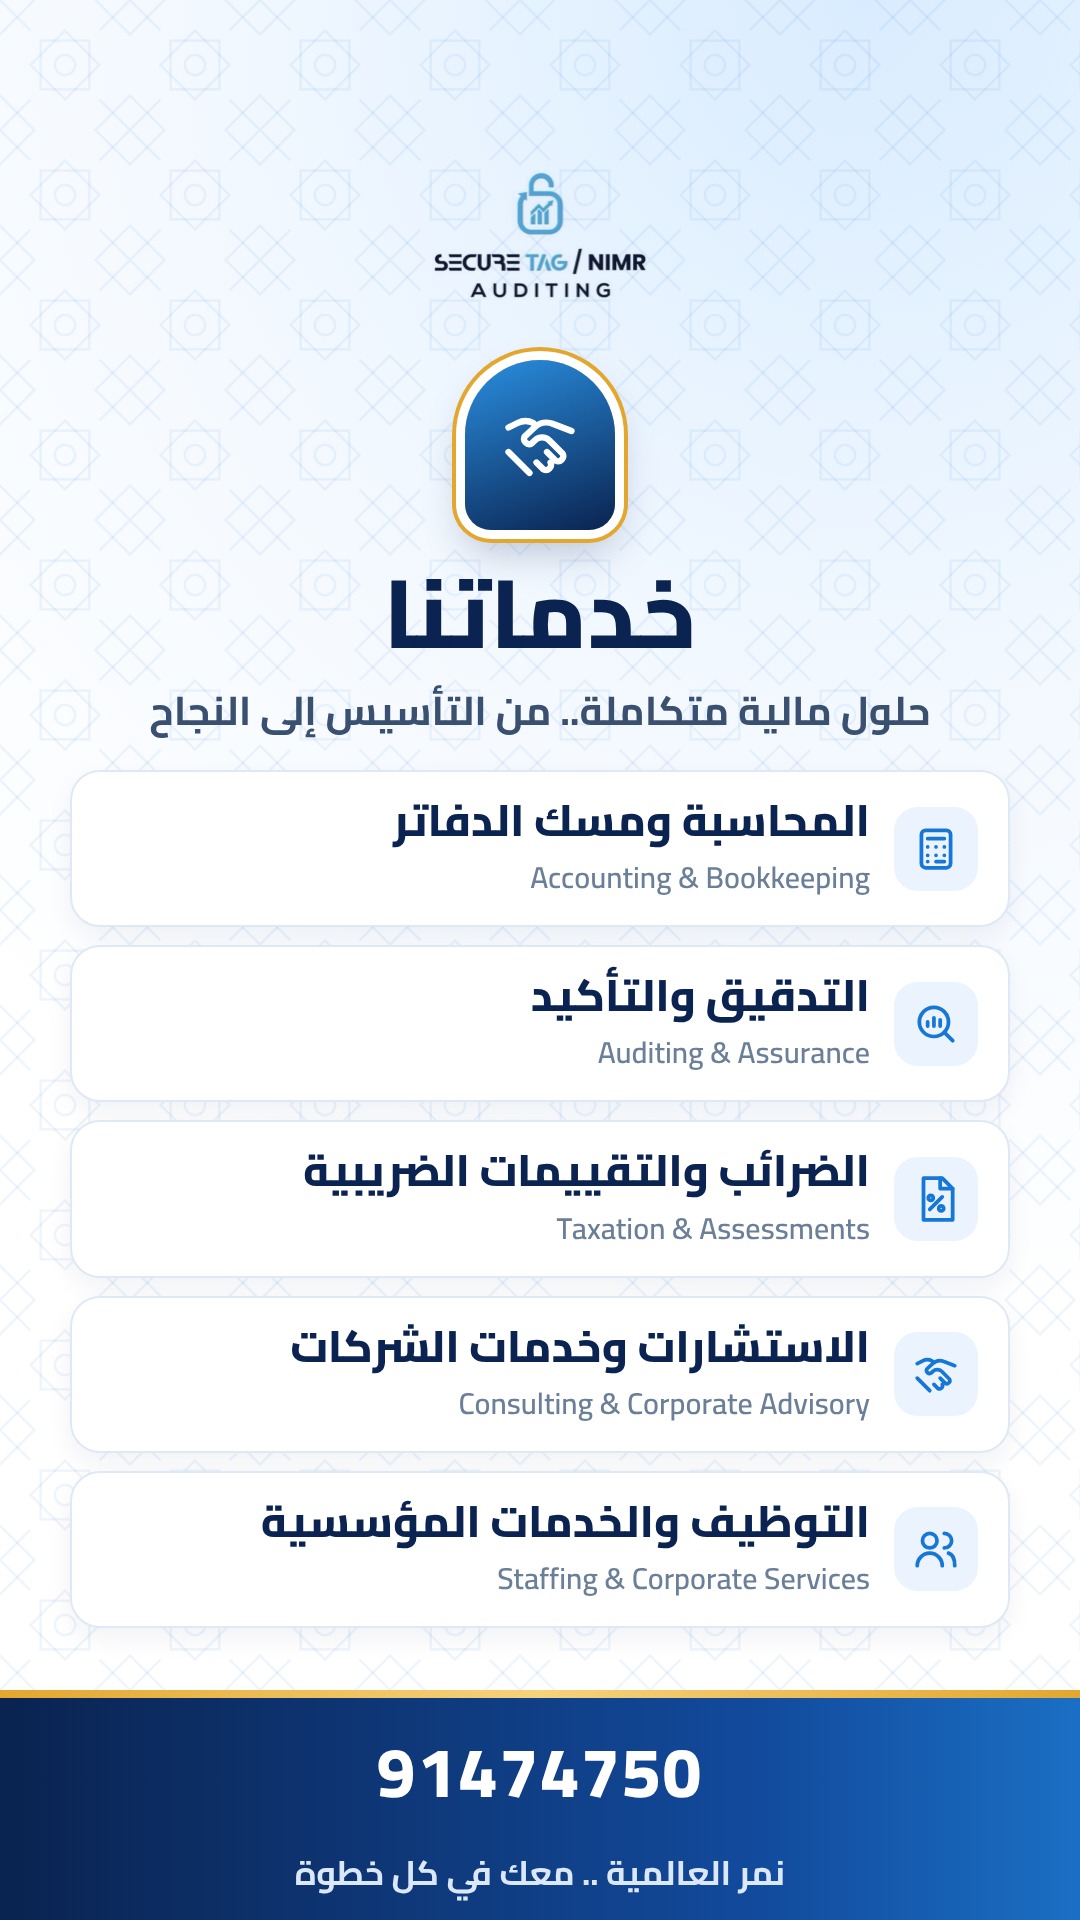 SECURE TAG / NIMR
AUDITING
خدماتنا
حلول مالية متكاملة.. من التأسيس إلى النجاح
المحاسبة ومسك الدفاتر
Accounting & Bookkeeping
التدقيق والتأكيد
Auditing & Assurance
الضرائب والتقييمات الضريبية
Taxation & Assessments
الاستشارات وخدمات الشركات
Consulting & Corporate Advisory
التوظيف والخدمات المؤسسية
Staffing & Corporate Services
91474750
نمر العالمية .. معك في كل خطوة